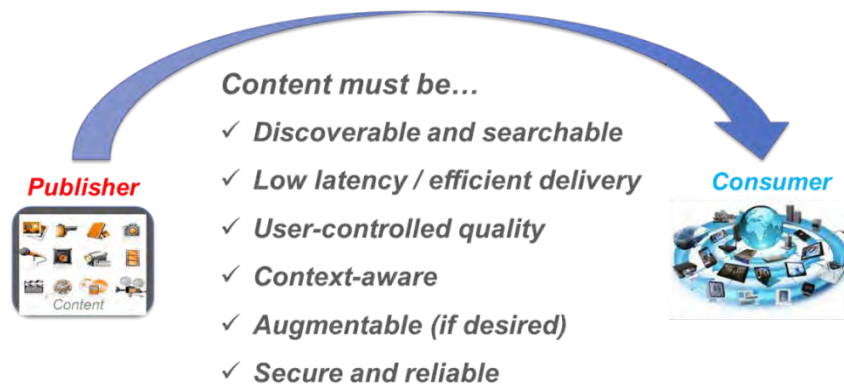 Content must be…
✓ Discoverable and searchable
Publisher
✓ Low latency / efficient delivery
Consumer
✓ User-controlled quality
✓ Context-aware
Content
✓ Augmentable (if desired)
✓ Secure and reliable